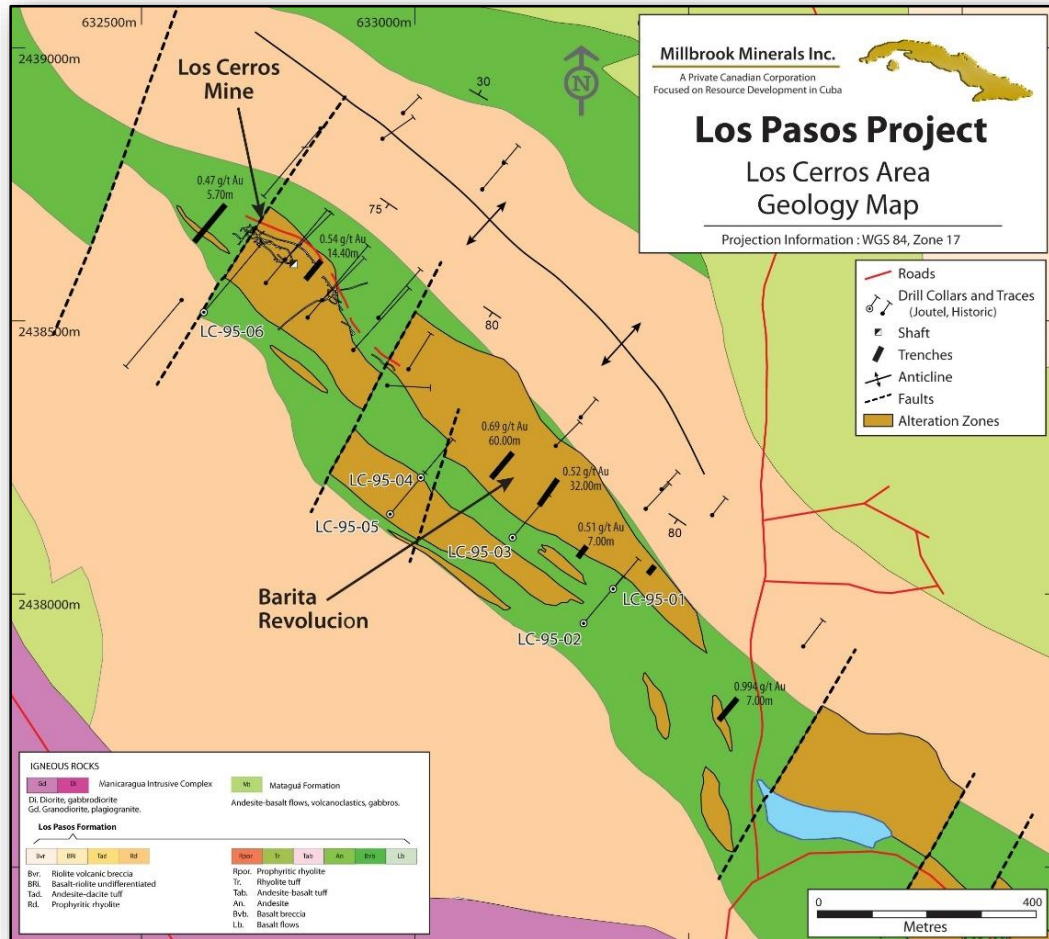 632500m
633000m
2439000m
2438500m
2438000m
N
Millbrook Minerals Inc.
A Private Canadian Corporation
Focused on Resource Development in Cuba
Los Pasos Project
Los Cerros Area
Geology Map
Projection Information : WGS 84, Zone 17
Roads
Drill Collars and Traces
(Joutel, Historic)
Shaft
Trenches
Anticline
Faults
Alteration Zones
Los Cerros
Mine
30
0.47 g/t Au
5.70m
75
0.54 g/t Au
14.40m
80
LC-95-06
0.69 g/t Au
60.00m
LC-95-04
0.52 g/t Au
32.00m
LC-95-05
0.51 g/t Au
7.00m
80
LC-95-03
Barita
Revolucion
LC-95-01
LC-95-02
0.994 g/t Au
7.00m
IGNEOUS ROCKS
Gd Di Manicaragua Intrusive Complex
Di. Diorite, gabbrodiorite
Gd. Granodiorite, plagiogranite.
Mt Mataguá Formation
Andesite-basalt flows, volcanoclastics, gabbros.
Los Pasos Formation
Bvr BRi Tad Rd
Bvr. Riolite volcanic breccia
BRi. Basalt-riolite undifferentiated
Tad. Andesite-dacite tuff
Rd. Prophyritic rhyolite
Rpor Tr Tab An Bvb Lb
Rpor. Prophyritic rhyolite
Tr. Rhyolite tuff
Tab. Andesite-basalt tuff
An. Andesite
Bvb. Basalt breccia
Lb. Basalt flows
0 400
Metres